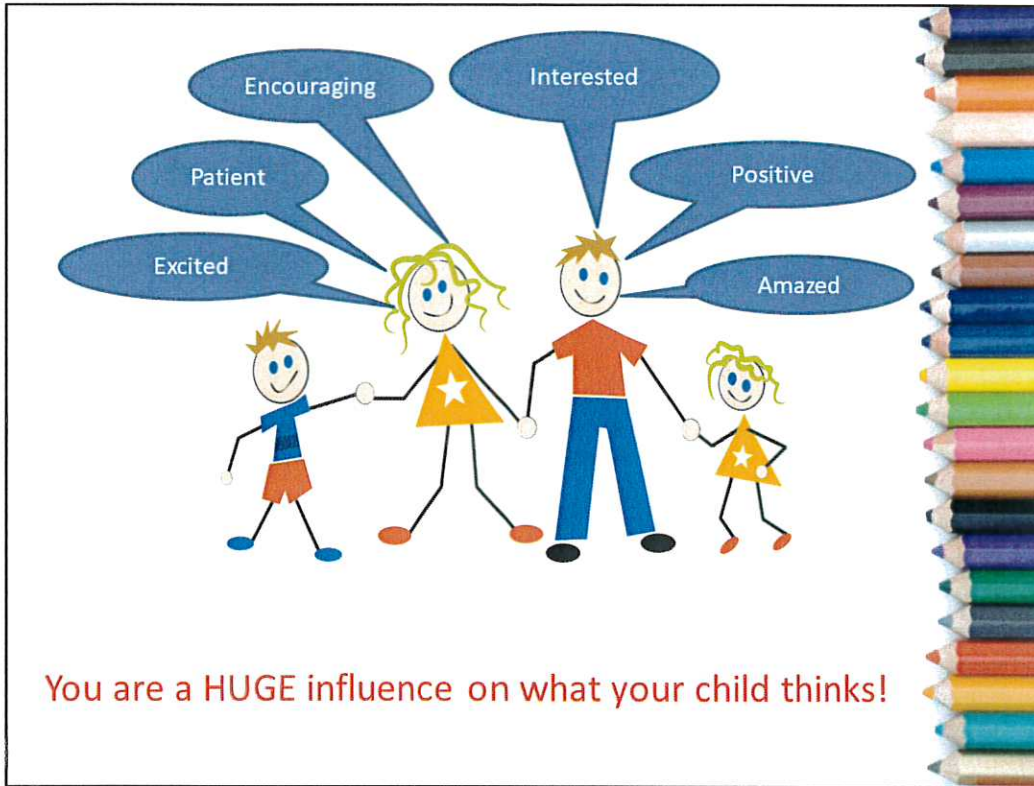 Encouraging
Interested
Patient
Positive
Excited
Amazed
You are a HUGE influence on what your child thinks!